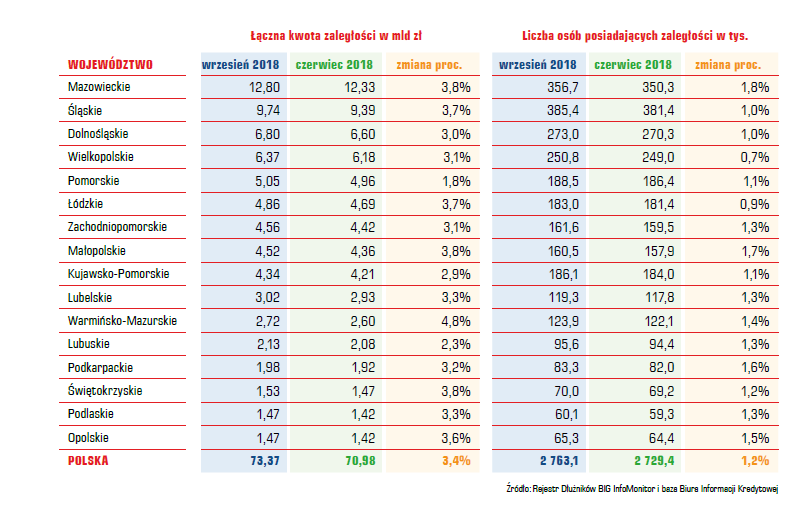 Łączna kwota zaległości w mld zł Liczba osób posiadających zaległości w tys.
WOJEWÓDZTWO wrzesień 2018 czerwiec 2018 zmiana proc. wrzesień 2018 czerwiec 2018 zmiana proc.
Mazowieckie 12,80 12,33 3,8% 356,7 350,3 1,8%
Śląskie 9,74 9,39 3,7% 385,4 381,4 1,0%
Dolnośląskie 6,80 6,60 3,0% 273,0 270,3 1,0%
Wielkopolskie 6,37 6,18 3,1% 250,8 249,0 0,7%
Pomorskie 5,05 4,96 1,8% 188,5 186,4 1,1%
Łódzkie 4,86 4,69 3,7% 183,0 181,4 0,9%
Zachodniopomorskie 4,56 4,42 3,1% 161,6 159,5 1,3%
Małopolskie 4,52 4,36 3,8% 160,5 157,9 1,7%
Kujawsko-Pomorskie 4,34 4,21 2,9% 186,1 184,0 1,1%
Lubelskie 3,02 2,93 3,3% 119,3 117,8 1,3%
Warmińsko-Mazurskie 2,72 2,60 4,8% 123,9 122,1 1,4%
Lubuskie 2,13 2,08 2,3% 95,6 94,4 1,3%
Podkarpackie 1,98 1,92 3,2% 83,3 82,0 1,6%
Świętokrzyskie 1,53 1,47 3,8% 70,0 69,2 1,2%
Podlaskie 1,47 1,42 3,3% 60,1 59,3 1,3%
Opolskie 1,47 1,42 3,6% 65,3 64,4 1,5%
POLSKA 73,37 70,98 3,4% 2 763,1 2 729,4 1,2%
Źródło: Rejestr Dłużników BIG InfoMonitor i baza Biura Informacji Kredytowej